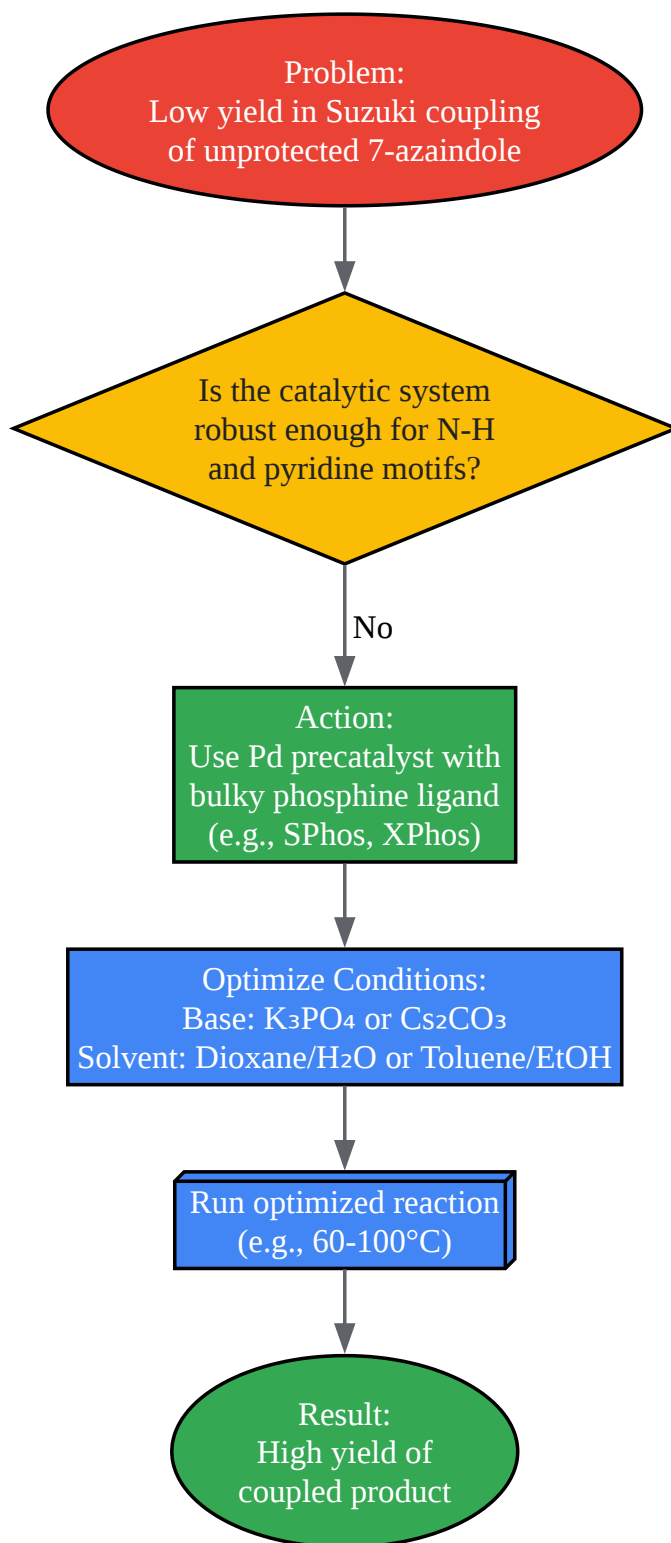 Problem:
Low yield in Suzuki coupling
of unprotected 7-azaindole
Is the catalytic system
robust enough for N-H
and pyridine motifs?
No
Action:
Use Pd precatalyst with
bulky phosphine ligand
(e.g., SPhos, XPhos)
Optimize Conditions:
Base: K₃PO₄ or Cs₂CO₃
Solvent: Dioxane/H₂O or Toluene/EtOH
Run optimized reaction
(e.g., 60-100°C)
Result:
High yield of
coupled product